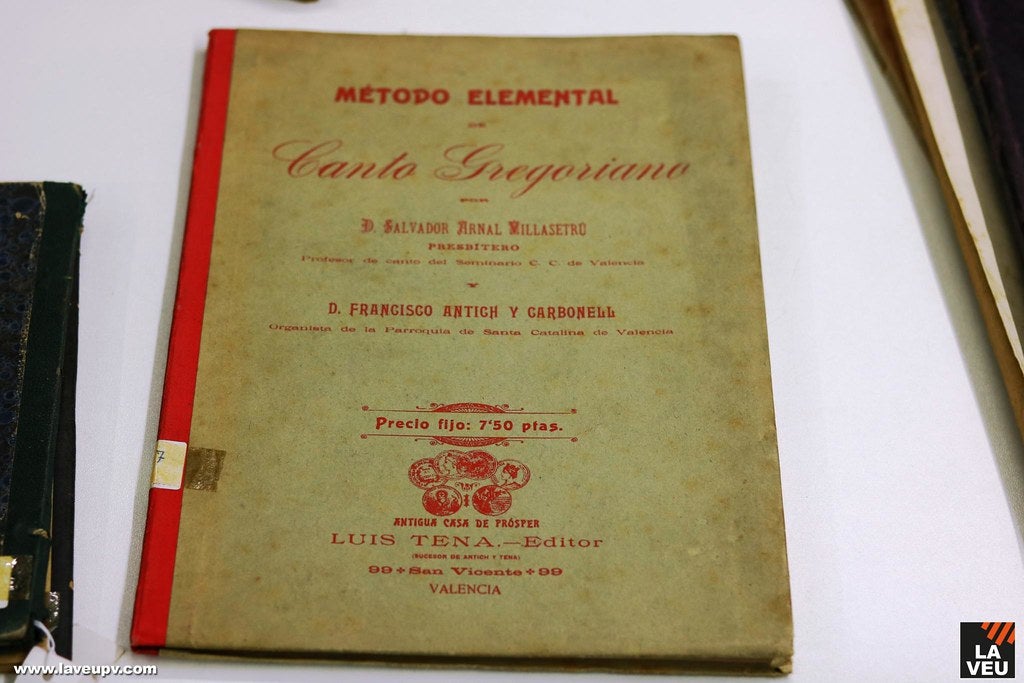 MÉTODO ELEMENTAL
DE
Canto Gregoriano
POR
D. SALVADOR ARNAL VILLASETRÚ
PRESBÍTERO
Profesor de canto del Seminario C. C. de Valencia
Y
D. FRANCISCO ANTICH Y CARBONELL
Organista de la Parroquia de Santa Catalina de Valencia
Precio fijo: 7'50 ptas.
ANTIGUA CASA DE PRÓSPER
LUIS TENA.—Editor
(SUCESOR DE ANTICH Y TENA)
99 + San Vicente + 99
VALENCIA
7
www.laveupv.com
LA
VEU